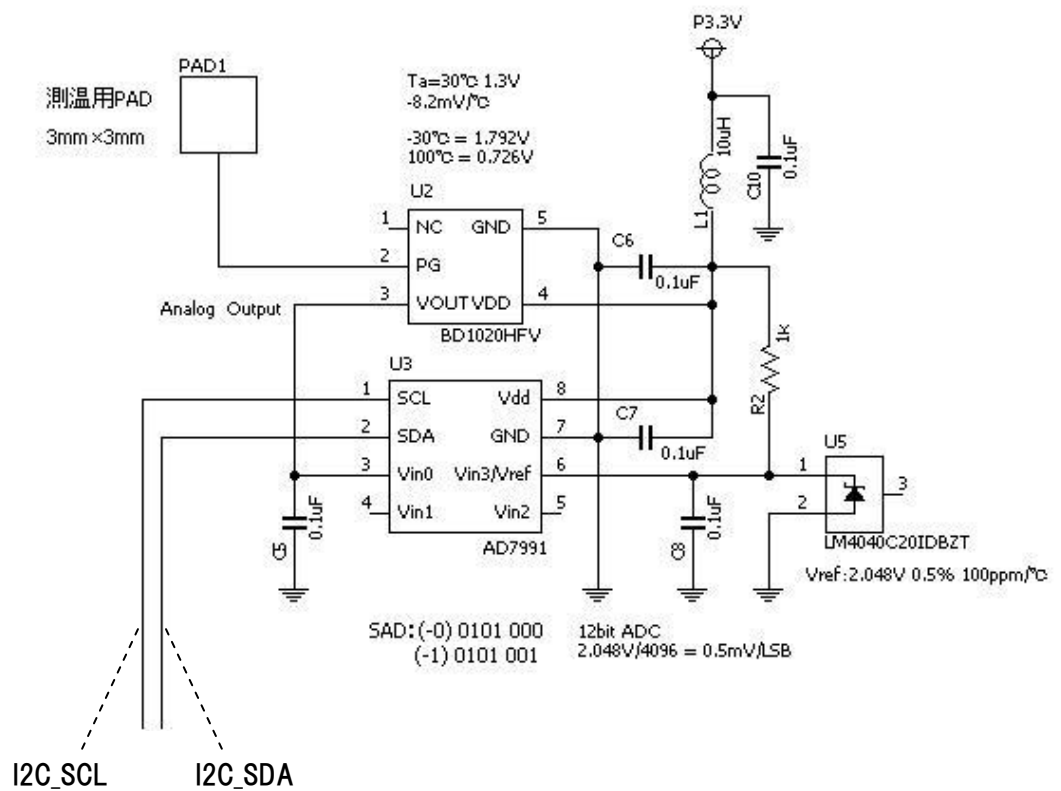 P3.3V
PAD1
測温用PAD
3mm×3mm
Ta=30℃ 1.3V
-8.2mV/℃
-30℃ = 1.792V
100℃ = 0.726V
10uH
L1
C10
0.1uF
U2
1 NC GND 5
2 PG
3 VOUT VDD 4
BD1020HFV
Analog Output
C6
0.1uF
1k
R2
U3
1 SCL Vdd 8
2 SDA GND 7
3 Vin0 Vin3/Vref 6
4 Vin1 Vin2 5
AD7991
C7
0.1uF
U5
1
2
3
LM4040C20IDBZT
Vref:2.048V 0.5% 100ppm/℃
C5
0.1uF
0.1uF
SAD:(-0) 0101 000
(-1) 0101 001
12bit ADC
2.048V/4096 = 0.5mV/LSB
I2C_SCL
I2C_SDA